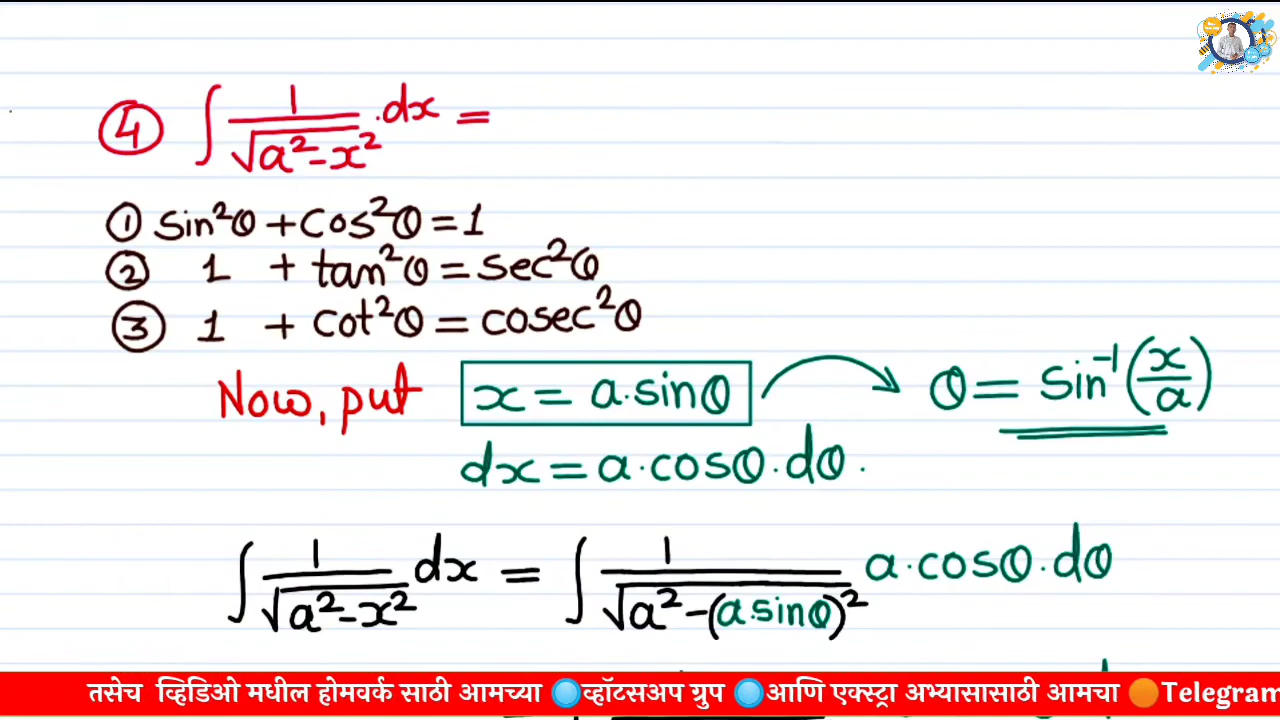 ④ ∫ 1/√(a²-x²) .dx =
① Sin²θ + Cos²θ = 1
② 1 + tan²θ = Sec²θ
③ 1 + Cot²θ = cosec²θ
Now, put x = a.sinθ θ = Sin⁻¹(x/a)
dx = a.cosθ.dθ.
∫ 1/√(a²-x²) dx = ∫ 1/√(a²-(a.sinθ)²) a.cosθ.dθ
तसेच व्हिडिओ मधील होमवर्क साठी आमच्या 🔵व्हॉटसअप ग्रुप 🔵आणि एक्स्ट्रा अभ्यासासाठी आमचा 🟠Telegram